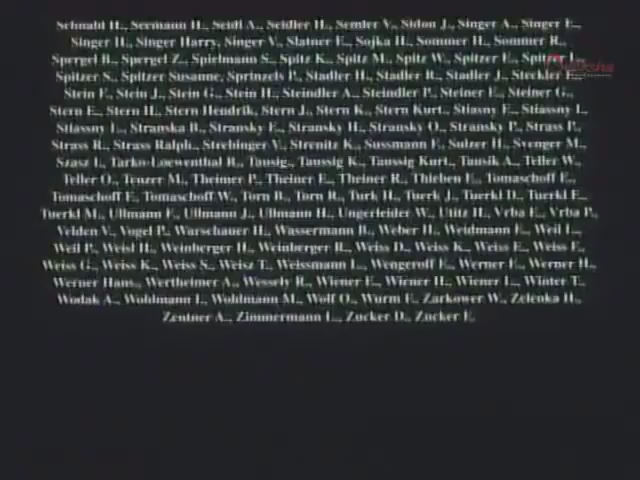 Schnabl H., Seemann H., Seidl A., Seidler H., Semler V., Sidon J., Singer A., Singer E.,
Singer H., Singer Harry, Singer V., Slatner E., Sojka H., Sommer H., Sommer R.,
Spergel B., Spergel Z., Spielmann S., Spitz K., Spitz M., Spitz W., Spitzer E., Spitzer
Spitzer S., Spitzer Susanne, Sprinzels P., Stadler H., Stadler R., Stadler J., Steckler E.,
Stein F., Stein J., Stein G., Stein H., Steindler A., Steindler P., Steiner E., Steiner G.,
Stern E., Stern H., Stern Hendrik, Stern J., Stern K., Stern Kurt, Stiasny F., Stiassny I.,
Stiassny L., Stranska B., Stransky E., Stransky H., Stransky O., Stransky P., Strass P.,
Strass R., Strass Ralph, Strebinger V., Strenitz K., Sussmann F., Sulzer H., Svenger M.,
Szasz I., Tarko-Loewenthal R., Tausig., Taussig K., Taussig Kurt, Tausik A., Teller W.,
Teller O., Tenzer M., Theimer P., Theiner E., Theiner R., Thieben E., Tomaschoff E.,
Tomaschoff F., Tomaschoff W., Torn B., Torn R., Turk H., Tuerk J., Tuerkl D., Tuerkl E.,
Tuerkl M., Ullmann F., Ullmann J., Ullmann H., Ungerleider W., Utitz H., Vrba E., Vrba P.,
Velden V., Vogel P., Warschauer H., Wassermann B., Weber H., Weidmann E., Weil L.,
Weil P., Weisl H., Weinberger H., Weinberger R., Weiss D., Weiss K., Weiss E., Weiss F.,
Weiss G., Weiss K., Weiss S., Weisz T., Weissmann L., Wengeroff E., Werner F., Werner H.,
Werner Hans, Wertheimer A., Wessely R., Wiener E., Wiener H., Wiener I., Winter T.,
Wodak A., Wohlmann I., Wohlmann M., Wolf O., Wurm F., Zarkower W., Zelenka H.,
Zentner A., Zimmermann L., Zucker D., Zucker E.